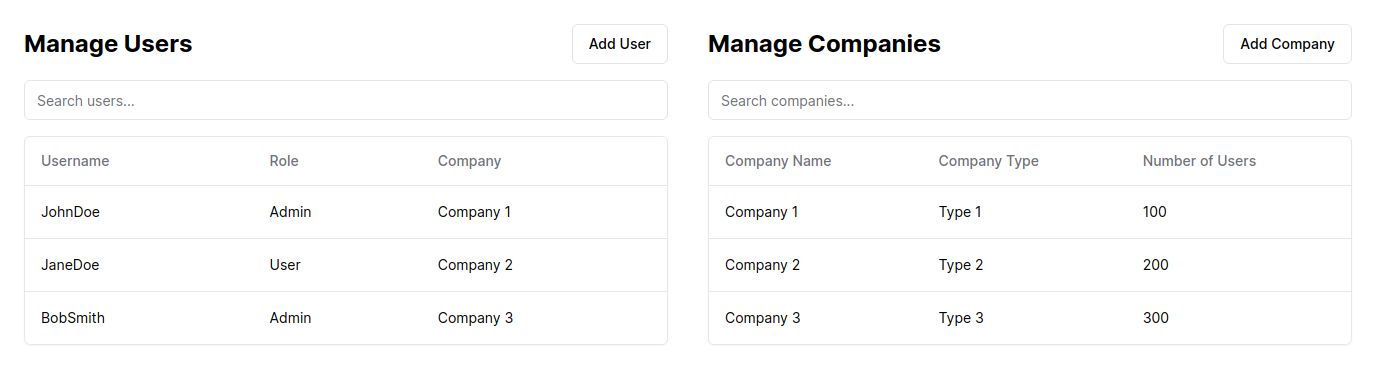 Manage Users
Add User
Search users...
Username Role Company
JohnDoe Admin Company 1
JaneDoe User Company 2
BobSmith Admin Company 3
Manage Companies
Add Company
Search companies...
Company Name Company Type Number of Users
Company 1 Type 1 100
Company 2 Type 2 200
Company 3 Type 3 300